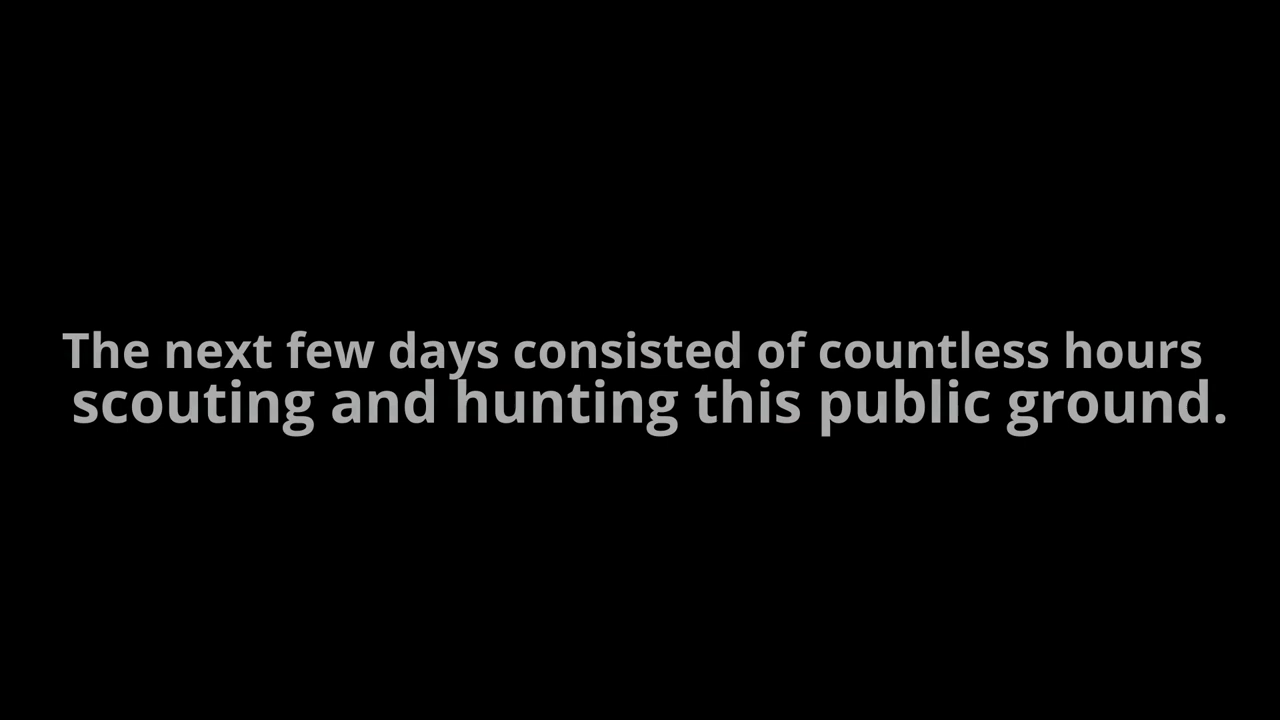 The next few days consisted of countless hours
scouting and hunting this public ground.